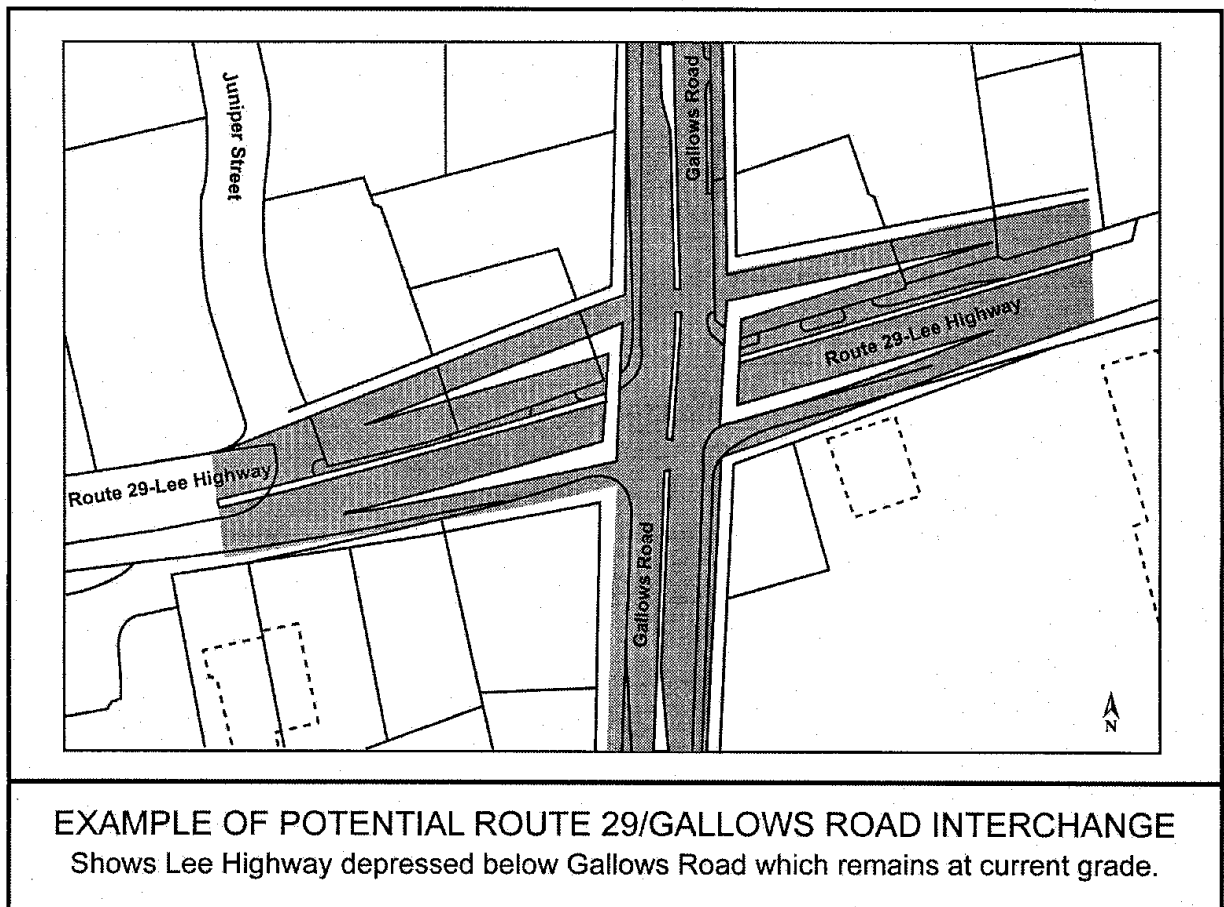 Juniper Street
Gallows Road
Route 29-Lee Highway
Route 29-Lee Highway
Gallows Road
N
EXAMPLE OF POTENTIAL ROUTE 29/GALLOWS ROAD INTERCHANGE
Shows Lee Highway depressed below Gallows Road which remains at current grade.